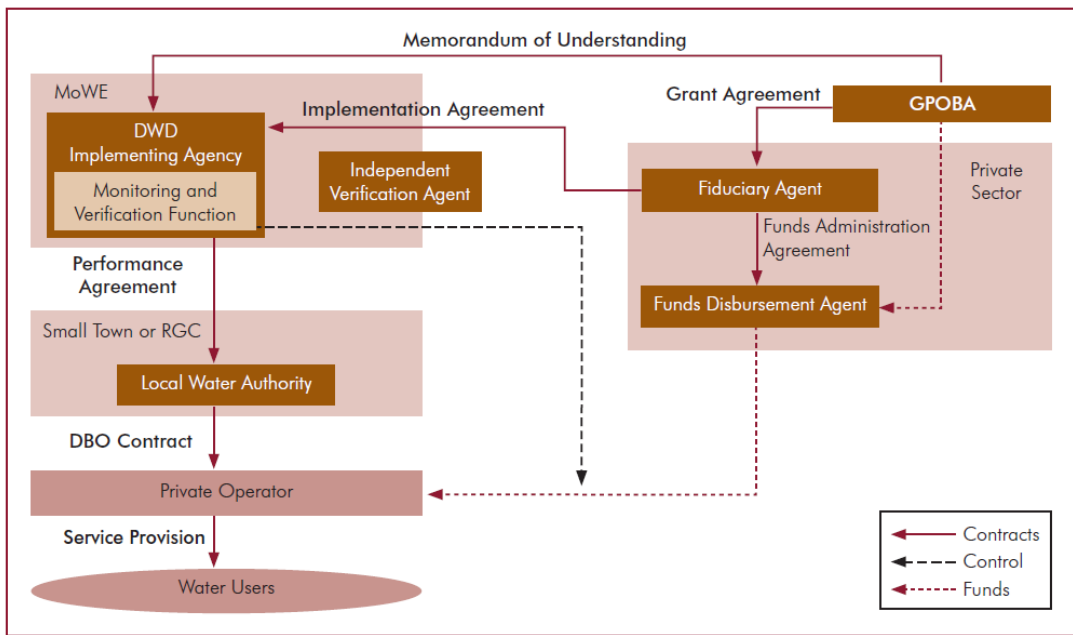 Memorandum of Understanding
MoWE
Implementation Agreement
Grant Agreement
GPOBA
DWD
Implementing Agency
Monitoring and
Verification Function
Independent
Verification Agent
Fiduciary Agent
Private
Sector
Funds Administration
Agreement
Performance
Agreement
Funds Disbursement Agent
Small Town or RGC
Local Water Authority
DBO Contract
Private Operator
Service Provision
Water Users
Contracts
Control
Funds